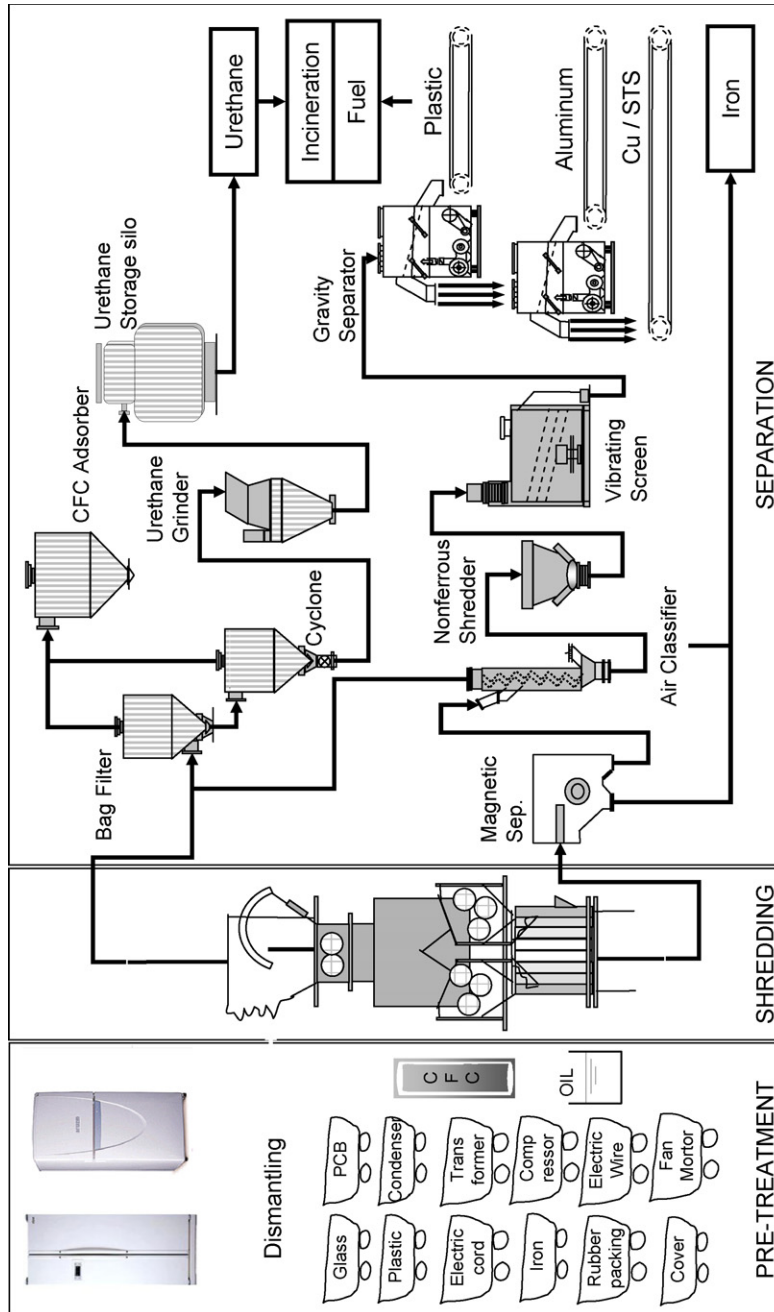 Dismantling
Glass
PCB
Plastic
Condenser
Electric
cord
Trans
former
Iron
Comp
ressor
Rubber
packing
Electric
Wire
Cover
Fan
Mortor
C F C
OIL
PRE-TREATMENT
SHREDDING
Bag Filter
CFC Adsorber
Cyclone
Urethane
Grinder
Urethane
Storage silo
Urethane
Incineration
Fuel
Magnetic
Sep.
Air Classifier
Nonferrous
Shredder
Vibrating
Screen
Gravity
Separator
Plastic
Aluminum
Cu / STS
Iron
SEPARATION